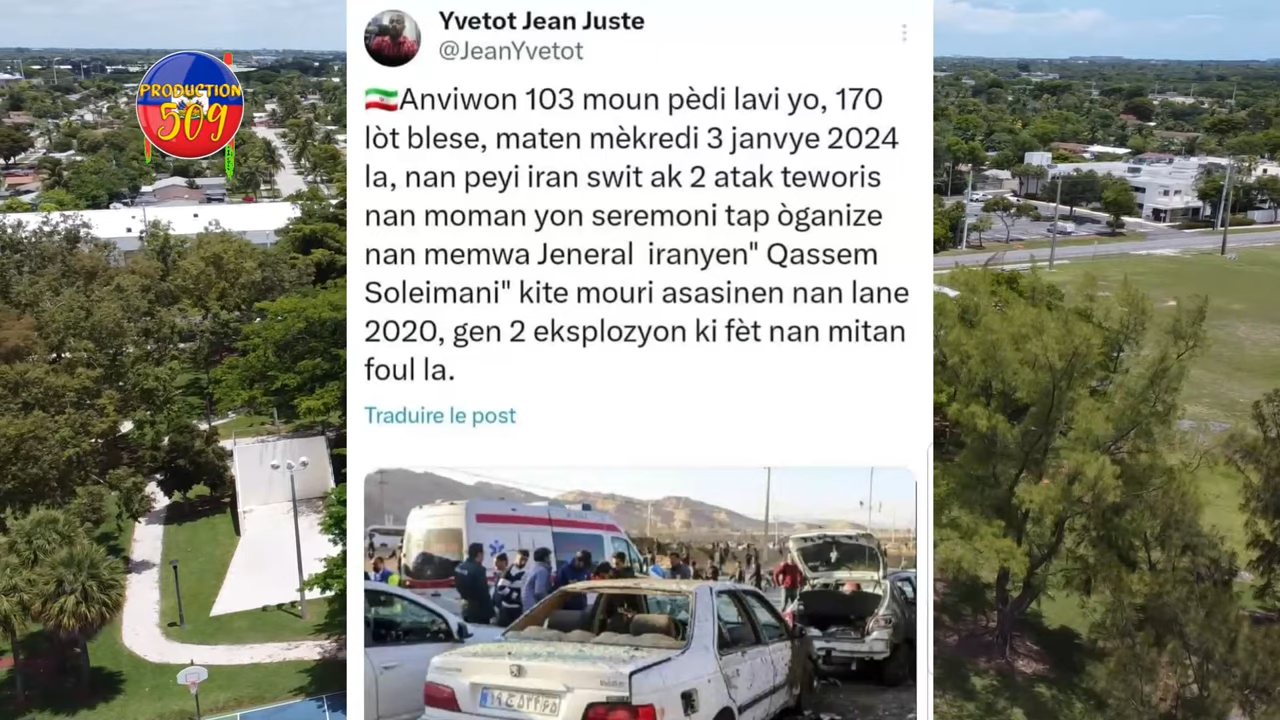 PRODUCTION
509
Yvetot Jean Juste
@JeanYvetot
🇮🇷Anviwon 103 moun pèdi lavi yo, 170
lòt blese, maten mèkredi 3 janvye 2024
la, nan peyi iran swit ak 2 atak teworis
nan moman yon seremoni tap òganize
nan memwa Jeneral  iranyen" Qassem
Soleimani" kite mouri asasinen nan lane
2020, gen 2 eksplozyon ki fèt nan mitan
foul la.
Traduire le post